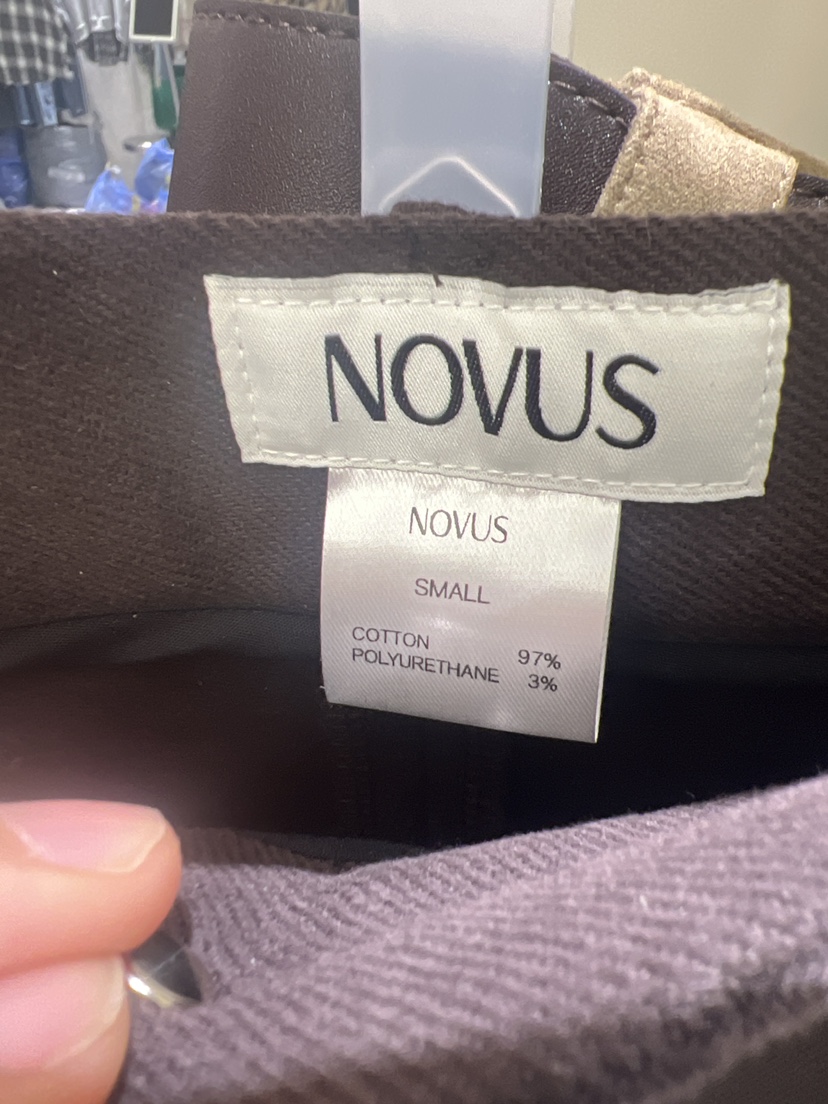 NOVUS
NOVUS
SMALL
COTTON 97%
POLYURETHANE 3%